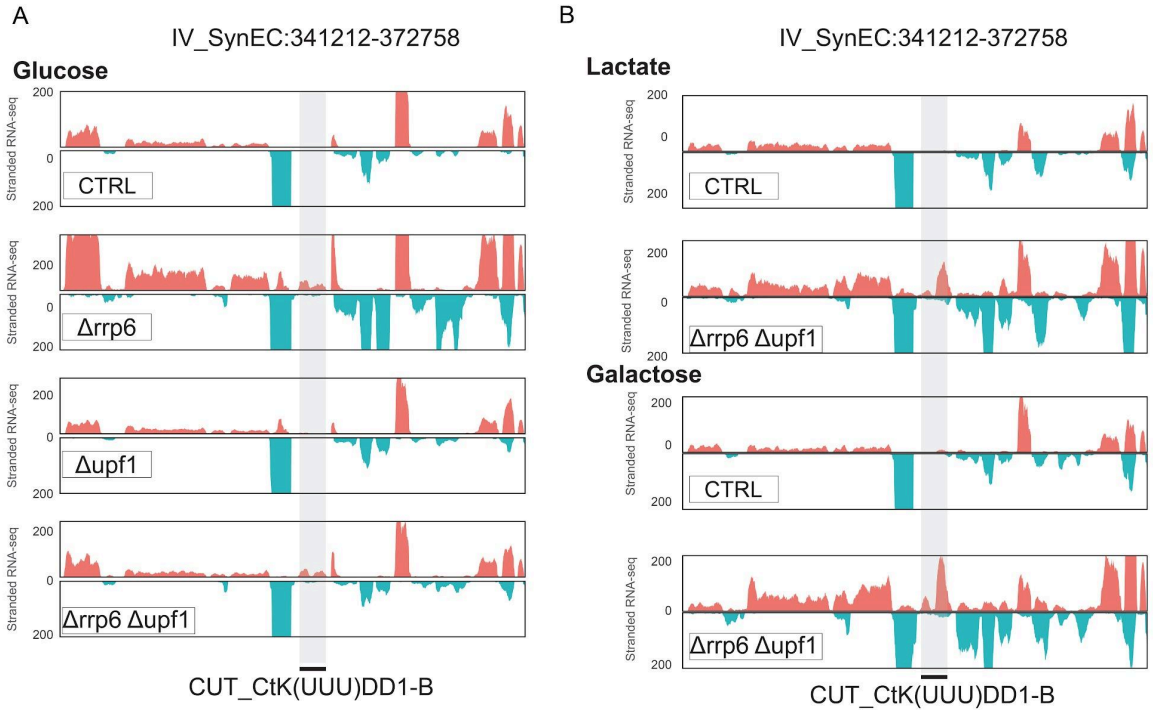 A
IV_SynEC:341212-372758
Glucose
Stranded RNA-seq
200
0
200
CTRL
Stranded RNA-seq
200
0
200
Δrrp6
Stranded RNA-seq
200
0
200
Δupf1
Stranded RNA-seq
200
0
200
Δrrp6 Δupf1
CUT_CtK(UUU)DD1-B
B
IV_SynEC:341212-372758
Lactate
Stranded RNA-seq
200
0
200
CTRL
Stranded RNA-seq
200
0
200
Δrrp6 Δupf1
Galactose
Stranded RNA-seq
200
0
200
CTRL
Stranded RNA-seq
200
0
200
Δrrp6 Δupf1
CUT_CtK(UUU)DD1-B